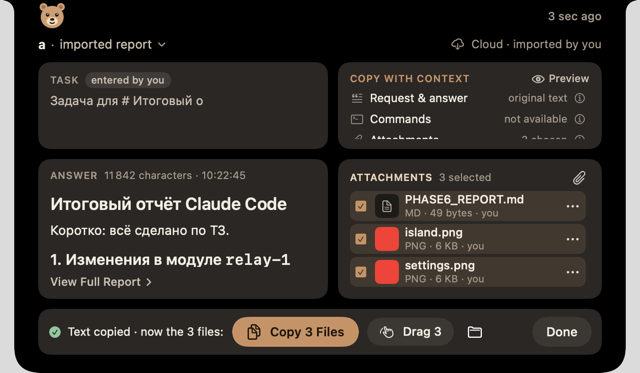 3 sec ago
a · imported report
Cloud · imported by you
TASK entered by you
Задача для # Итоговый о
COPY WITH CONTEXT Preview
Request & answer original text
Commands not available
Attachments 3 chosen
ANSWER 11 842 characters · 10:22:45
Итоговый отчёт Claude Code
Коротко: всё сделано по ТЗ.
1. Изменения в модуле relay-1
View Full Report
ATTACHMENTS 3 selected
PHASE6_REPORT.md
MD · 49 bytes · you
island.png
PNG · 6 KB · you
settings.png
PNG · 6 KB · you
Text copied · now the 3 files:
Copy 3 Files
Drag 3
Done